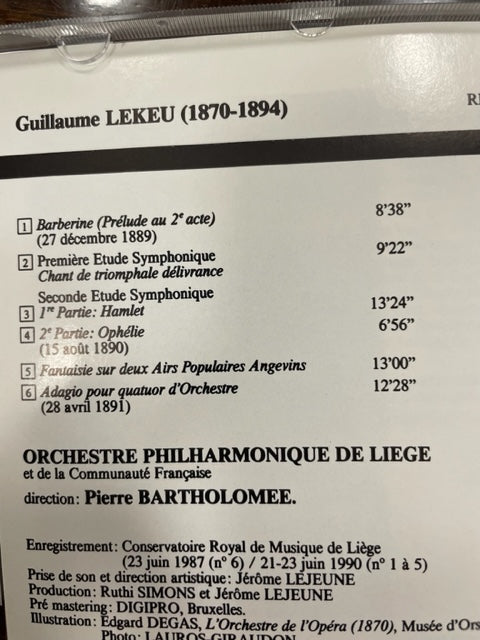 Guillaume LEKEU (1870-1894)
1 Barberine (Prélude au 2e acte) 8'38"
(27 décembre 1889)
2 Première Etude Symphonique 9'22"
Chant de triomphale délivrance
Seconde Etude Symphonique
3 1re Partie: Hamlet 13'24"
4 2e Partie: Ophélie 6'56"
(15 août 1890)
5 Fantaisie sur deux Airs Populaires Angevins 13'00"
6 Adagio pour quatuor d'Orchestre 12'28"
(28 avril 1891)
ORCHESTRE PHILHARMONIQUE DE LIEGE
et de la Communauté Française
direction: Pierre BARTHOLOMEE.
Enregistrement: Conservatoire Royal de Musique de Liège
(23 juin 1987 (n° 6) / 21-23 juin 1990 (n° 1 à 5)
Prise de son et direction artistique: Jérôme LEJEUNE
Production: Ruthi SIMONS et Jérôme LEJEUNE
Pré mastering: DIGIPRO, Bruxelles.
Illustration: Edgard DEGAS, L'Orchestre de l'Opéra (1870), Musée d'Ors
Photo: LAUROS-GIRAUDON